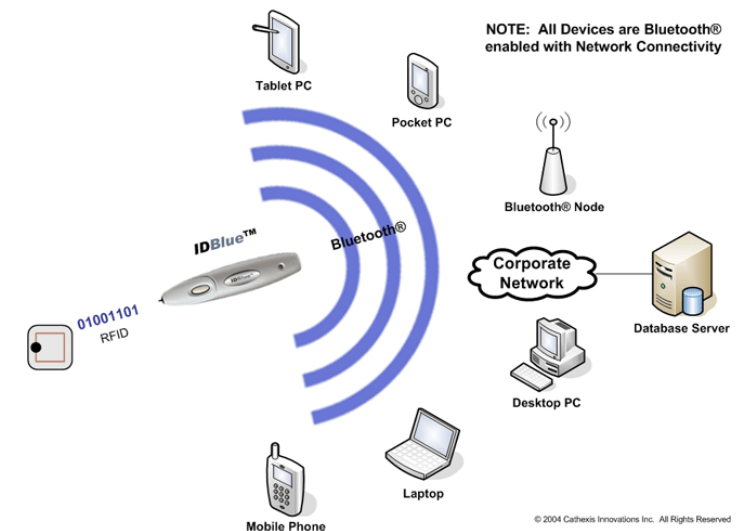 NOTE: All Devices are Bluetooth®
enabled with Network Connectivity
Tablet PC
Pocket PC
Bluetooth® Node
IDBlue™
Bluetooth®
Corporate
Network
Database Server
01001101
RFID
Desktop PC
Laptop
Mobile Phone
© 2004 Cathexis Innovations Inc. All Rights Reserved